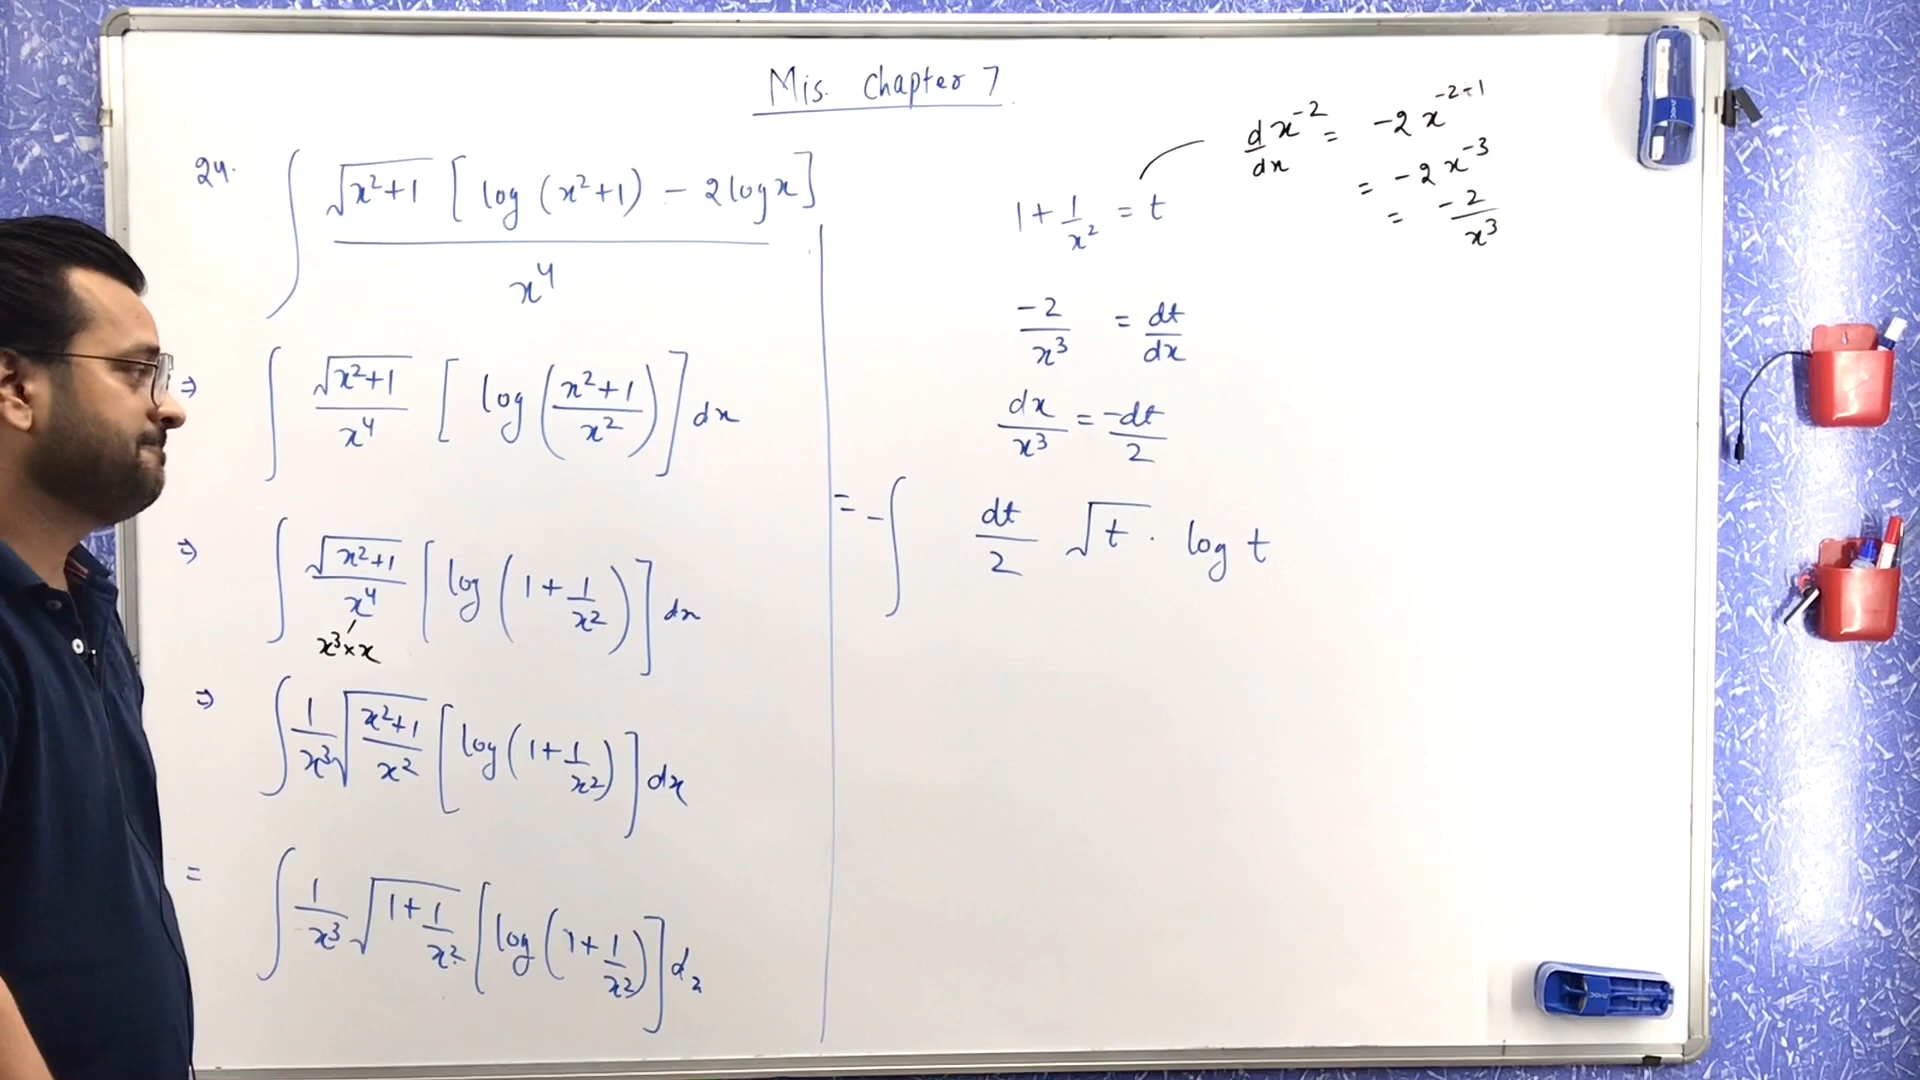 Mis. Chapter 7
24. ∫ √(x²+1) [log (x²+1) - 2logx] / x⁴
⇒ ∫ √(x²+1) / x⁴ [log ((x²+1)/x²)] dx
⇒ ∫ √(x²+1) / x⁴ [log (1 + 1/x²)] dx
x³ × x
⇒ ∫ 1/x³ √((x²+1)/x²) [log (1 + 1/x²)] dx
= ∫ 1/x³ √(1 + 1/x²) [log (1 + 1/x²)] dx
1 + 1/x² = t
d/dx x⁻² = -2 x⁻²⁺¹
= -2 x⁻³
= -2/x³
-2/x³ = dt/dx
dx/x³ = -dt/2
= -∫ dt/2 √t . log t